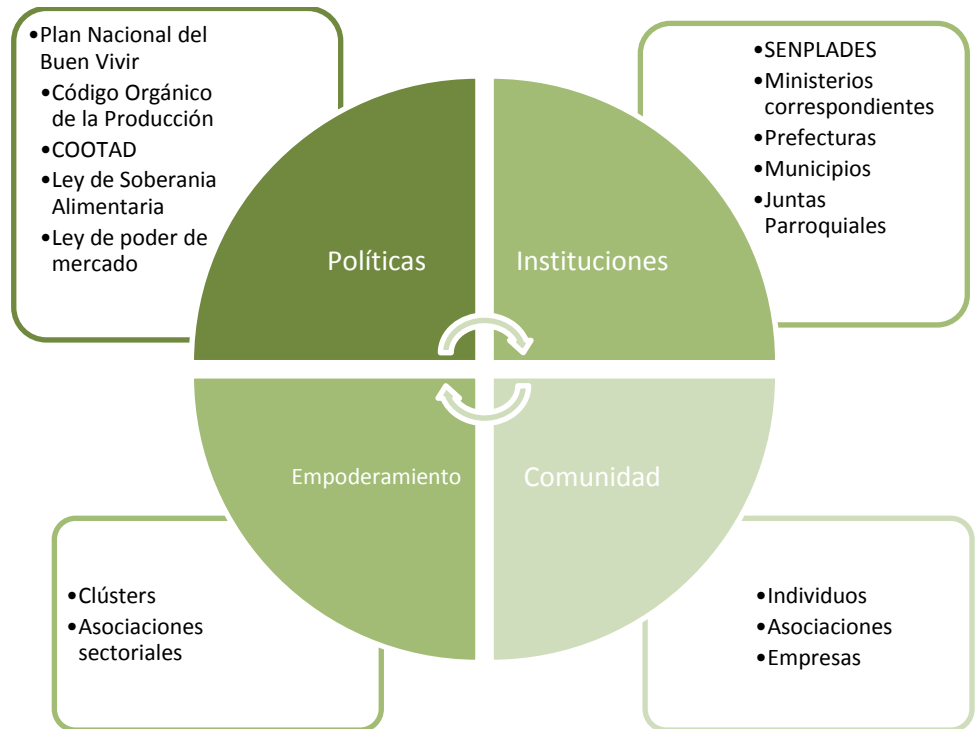 •Plan Nacional del
Buen Vivir
•Código Orgánico
de la Producción
•COOTAD
•Ley de Soberania
Alimentaria
•Ley de poder de
mercado
•SENPLADES
•Ministerios
correspondientes
•Prefecturas
•Municipios
•Juntas
Parroquiales
Políticas
Instituciones
Empoderamiento
Comunidad
•Clústers
•Asociaciones
sectoriales
•Individuos
•Asociaciones
•Empresas